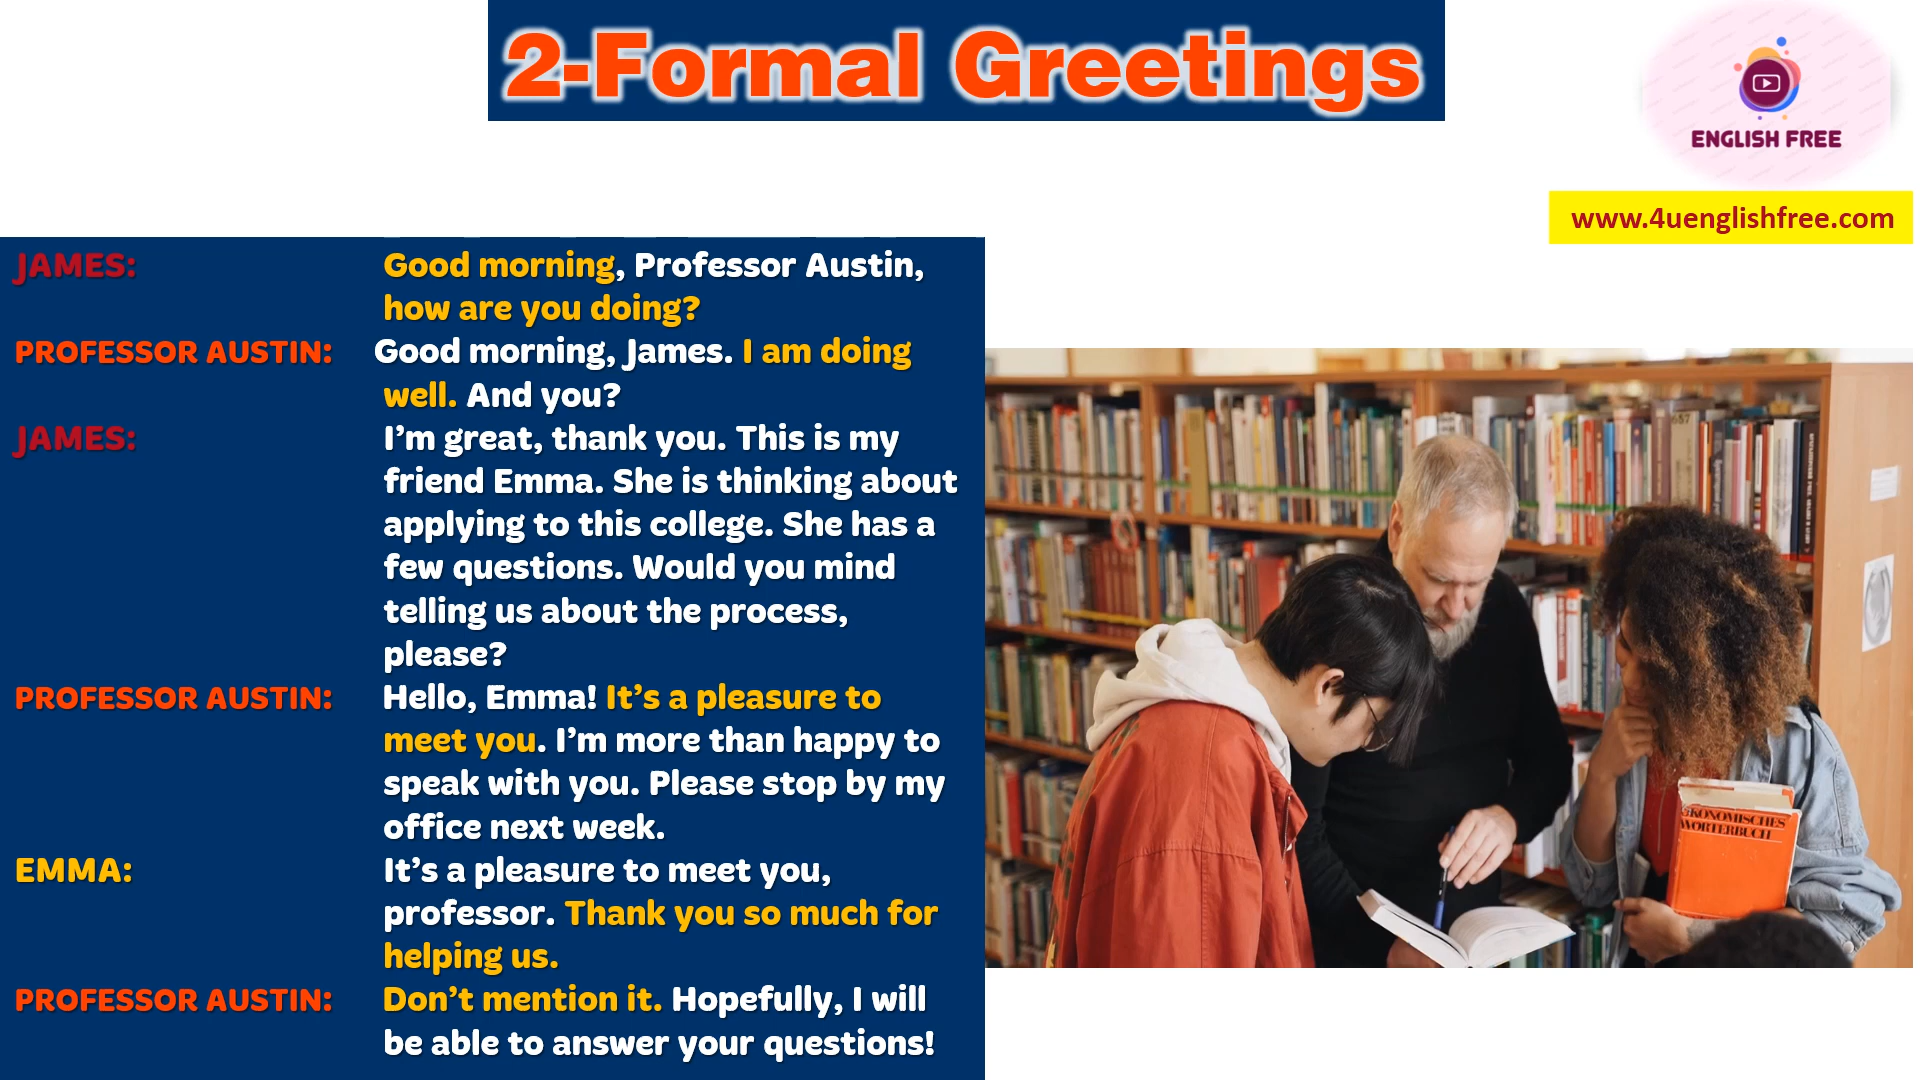 2-Formal Greetings
ENGLISH FREE
www.4uenglishfree.com
JAMES: Good morning, Professor Austin,
how are you doing?
PROFESSOR AUSTIN: Good morning, James. I am doing
well. And you?
JAMES: I’m great, thank you. This is my
friend Emma. She is thinking about
applying to this college. She has a
few questions. Would you mind
telling us about the process,
please?
PROFESSOR AUSTIN: Hello, Emma! It’s a pleasure to
meet you. I’m more than happy to
speak with you. Please stop by my
office next week.
EMMA: It’s a pleasure to meet you,
professor. Thank you so much for
helping us.
PROFESSOR AUSTIN: Don’t mention it. Hopefully, I will
be able to answer your questions!
KONOMISCHES
WÖRTERBUCH
657